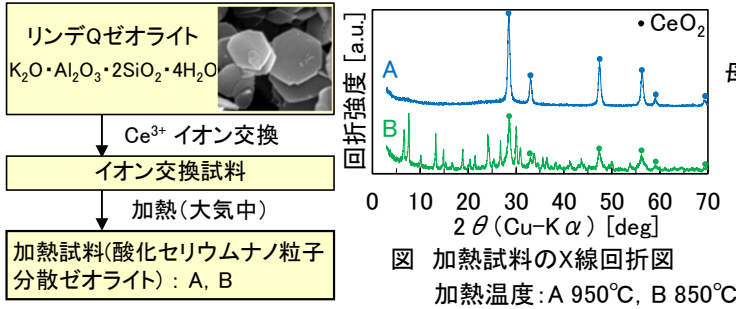 リンデQゼオライト
K₂O・Al₂O₃・2SiO₂・4H₂O
Ce³⁺ イオン交換
イオン交換試料
加熱(大気中)
加熱試料(酸化セリウムナノ粒子
分散ゼオライト) : A, B
回折強度 [a.u.]
• CeO₂
A
B
0 10 20 30 40 50 60 70
2θ(Cu-Kα) [deg]
図 加熱試料のX線回折図
加熱温度:A 950℃, B 850℃